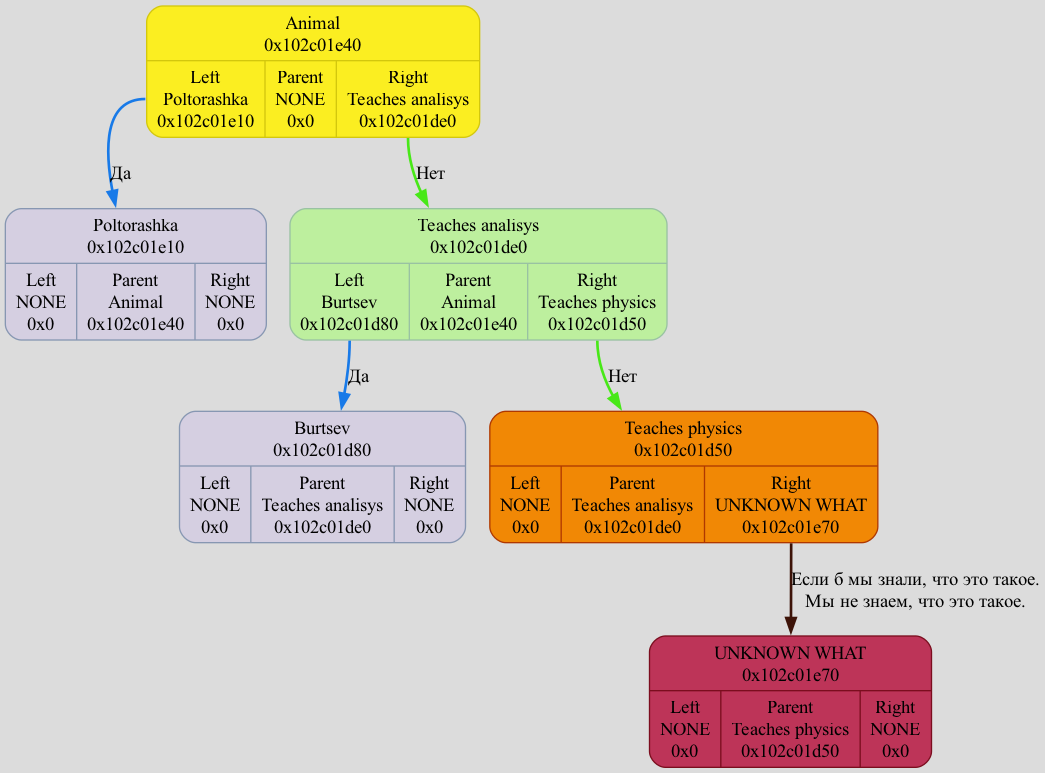 Animal
0x102c01e40
Left
Poltorashka
0x102c01e10
Parent
NONE
0x0
Right
Teaches analisys
0x102c01de0
Да
Нет
Poltorashka
0x102c01e10
Left
NONE
0x0
Parent
Animal
0x102c01e40
Right
NONE
0x0
Teaches analisys
0x102c01de0
Left
Burtsev
0x102c01d80
Parent
Animal
0x102c01e40
Right
Teaches physics
0x102c01d50
Да
Нет
Burtsev
0x102c01d80
Left
NONE
0x0
Parent
Teaches analisys
0x102c01de0
Right
NONE
0x0
Teaches physics
0x102c01d50
Left
NONE
0x0
Parent
Teaches analisys
0x102c01de0
Right
UNKNOWN WHAT
0x102c01e70
Если б мы знали, что это такое.
Мы не знаем, что это такое.
UNKNOWN WHAT
0x102c01e70
Left
NONE
0x0
Parent
Teaches physics
0x102c01d50
Right
NONE
0x0